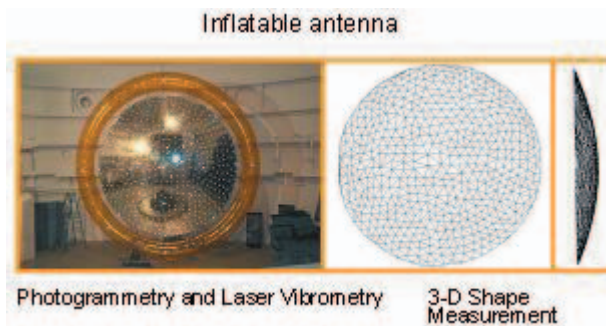 Inflatable antenna
Photogrammetry and Laser Vibrometry
3-D Shape
Measurement